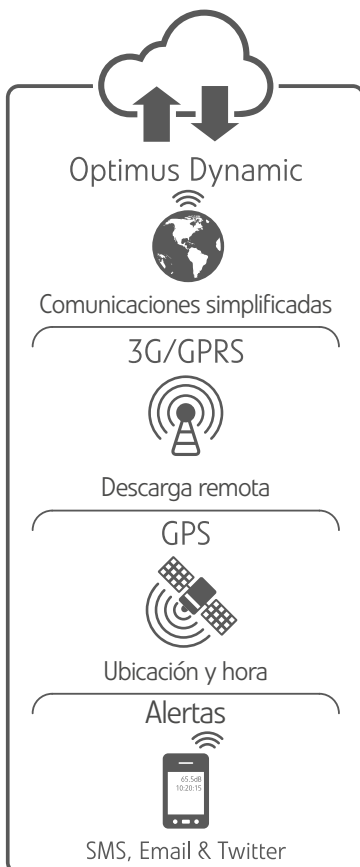 Optimus Dynamic
Comunicaciones simplificadas
3G/GPRS
Descarga remota
GPS
Ubicación y hora
Alertas
65.5dB
10:20:15
SMS, Email & Twitter